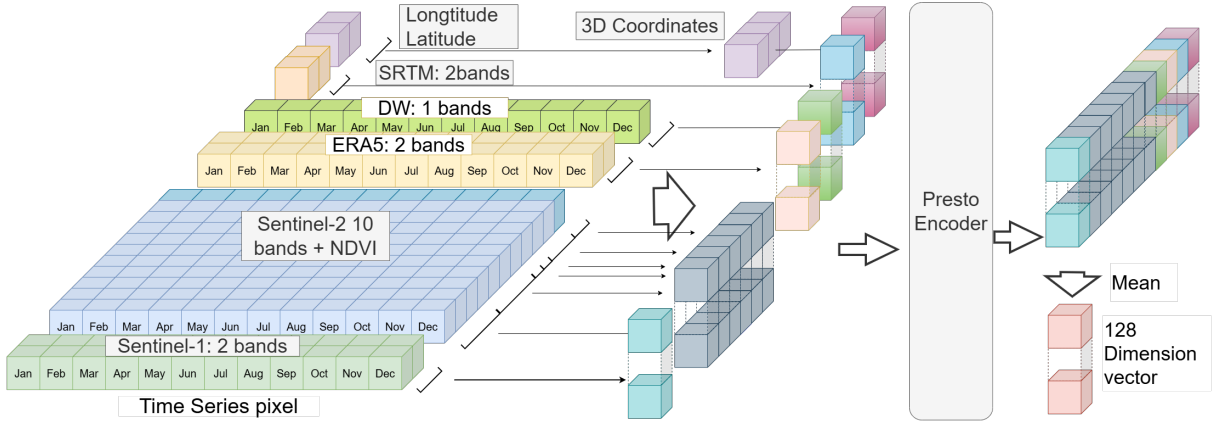 Longtitude
Latitude
3D Coordinates
SRTM: 2bands
DW: 1 bands
Jan Feb Mar Apr May Jun Jul Aug Sep Oct Nov Dec
ERA5: 2 bands
Jan Feb Mar Apr May Jun Jul Aug Sep Oct Nov Dec
Sentinel-2 10
bands + NDVI
Jan Feb Mar Apr May Jun Jul Aug Sep Oct Nov Dec
Sentinel-1: 2 bands
Jan Feb Mar Apr May Jun Jul Aug Sep Oct Nov Dec
Time Series pixel
Presto
Encoder
Mean
128
Dimension
vector